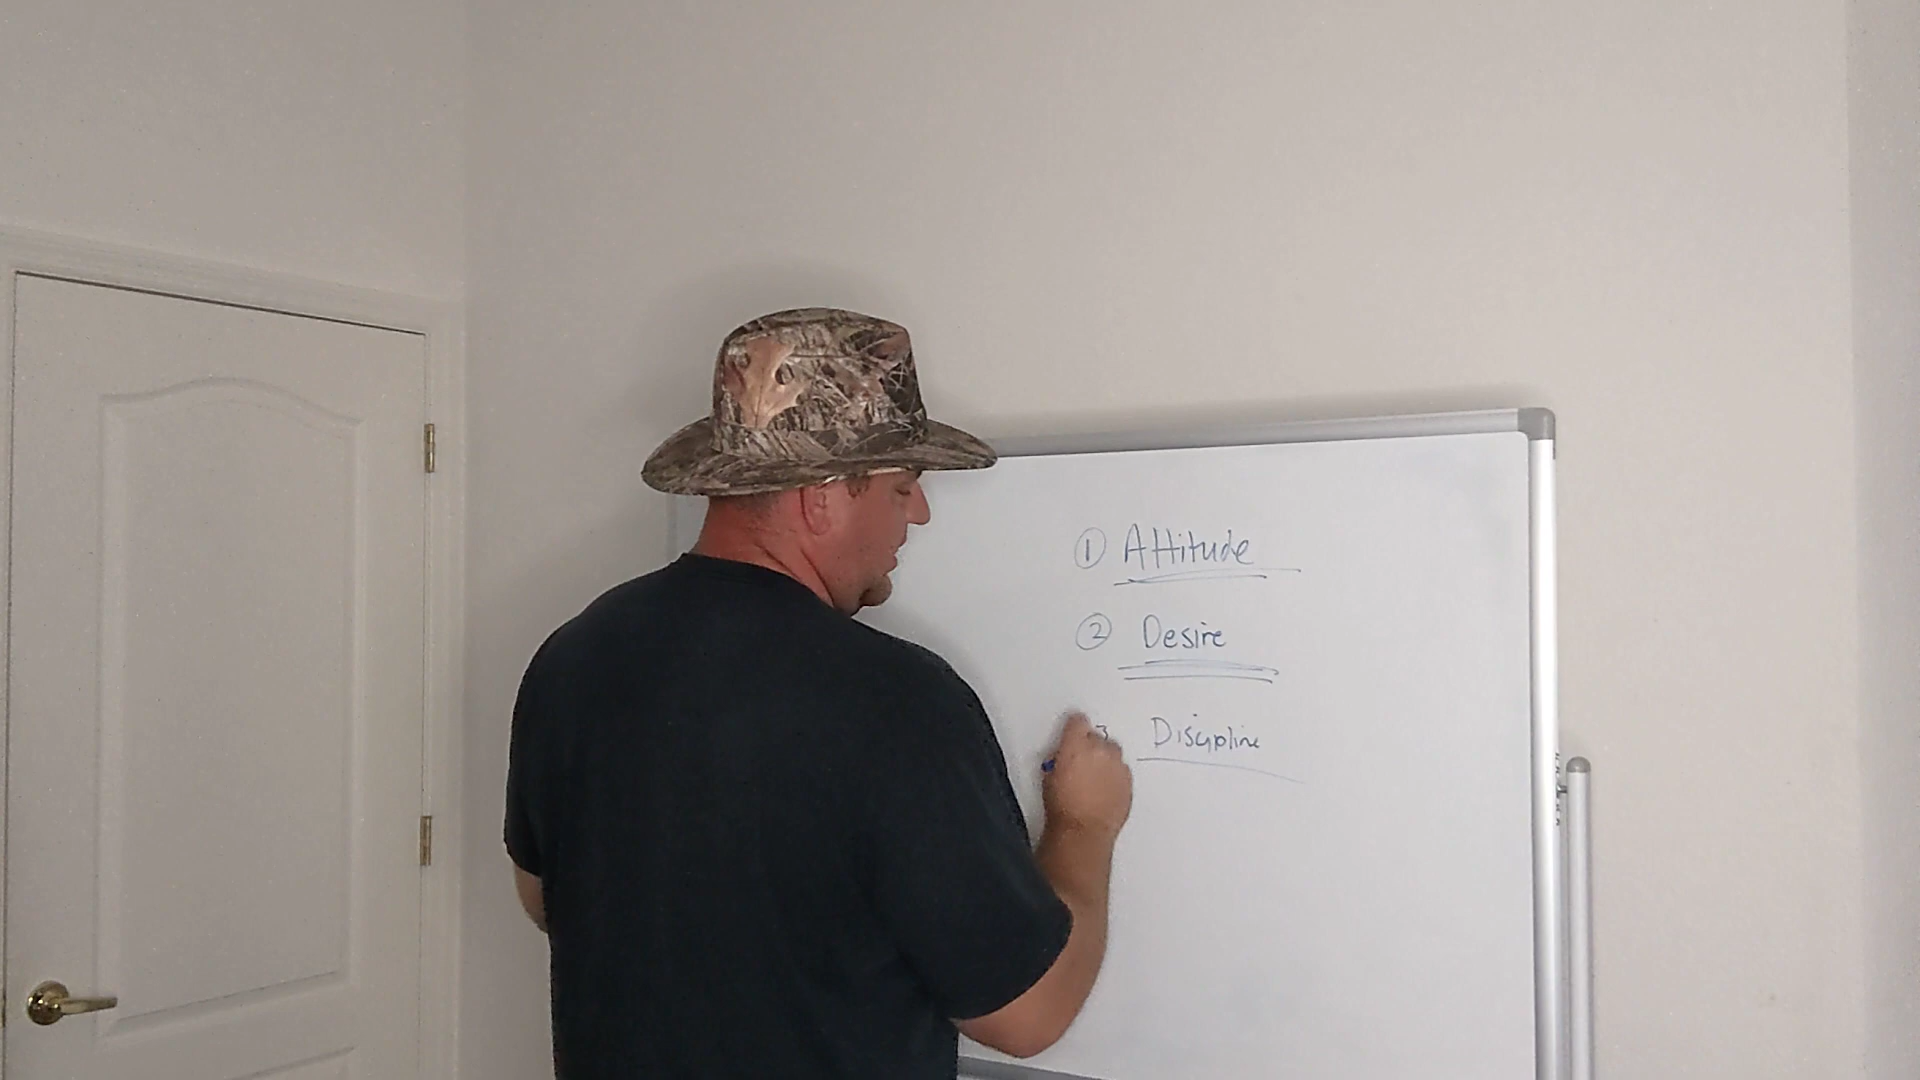 ① Attitude
② Desire
3 Discipline